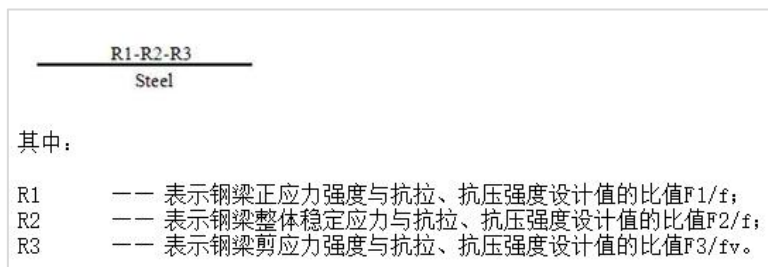 R1-R2-R3
Steel
其中:
R1 —— 表示钢梁正应力强度与抗拉、抗压强度设计值的比值F1/f;
R2 —— 表示钢梁整体稳定应力与抗拉、抗压强度设计值的比值F2/f;
R3 —— 表示钢梁剪应力强度与抗拉、抗压强度设计值的比值F3/fv。